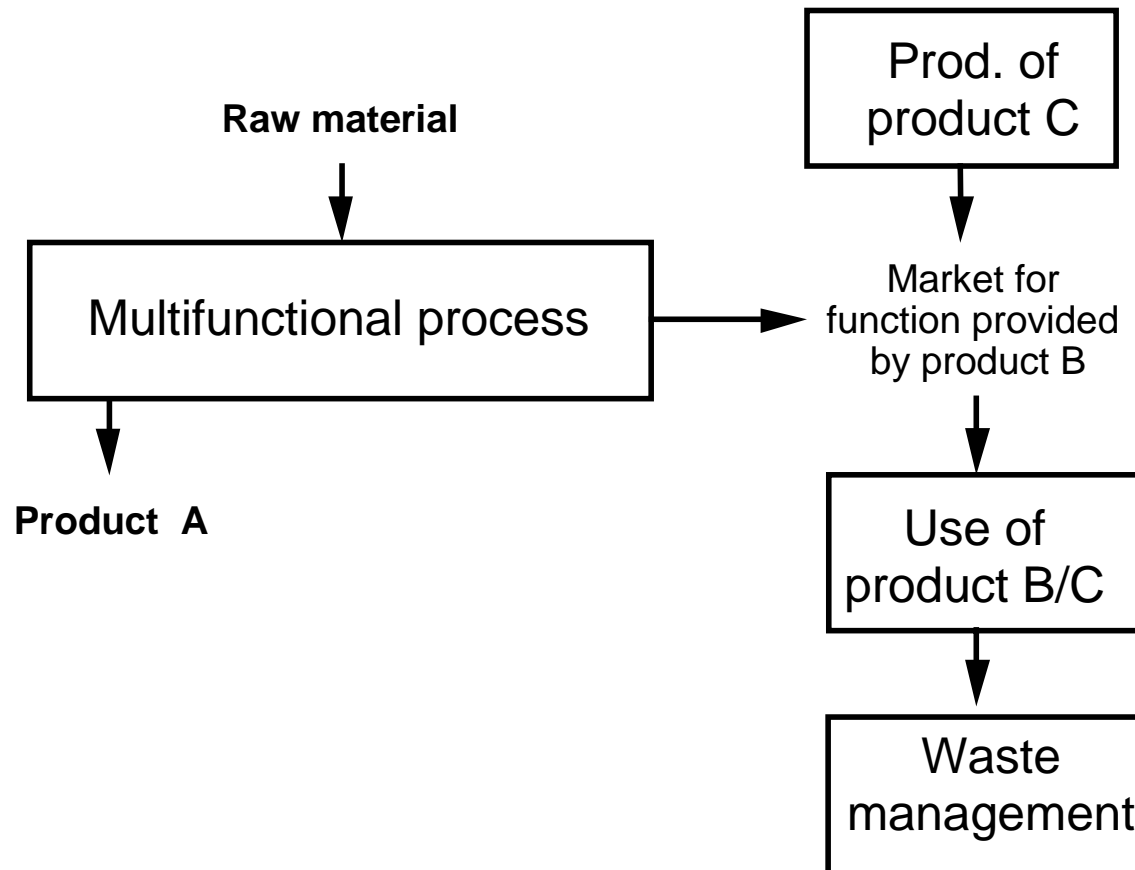 Prod. of
product C
Raw material
Multifunctional process
Market for
function provided
by product B
Product A
Use of
product B/C
Waste
management